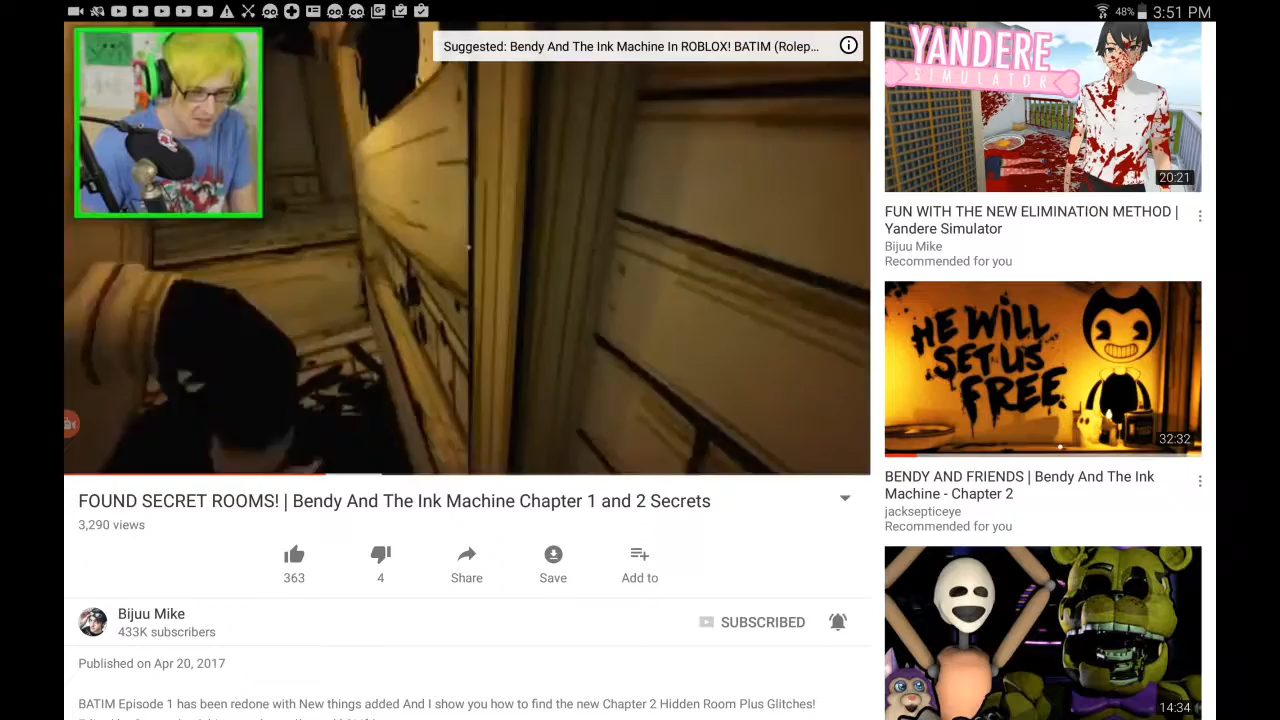 48% 3:51 PM
Suggested: Bendy And The Ink Machine In ROBLOX! BATIM (Rolep...
FOUND SECRET ROOMS! | Bendy And The Ink Machine Chapter 1 and 2 Secrets
3,290 views
363
4
Share
Save
Add to
Bijuu Mike
433K subscribers
SUBSCRIBED
Published on Apr 20, 2017
BATIM Episode 1 has been redone with New things added And I show you how to find the new Chapter 2 Hidden Room Plus Glitches!
YANDERE
SIMULATOR
20:21
FUN WITH THE NEW ELIMINATION METHOD |
Yandere Simulator
Bijuu Mike
Recommended for you
HE WILL
SET US
FREE
32:32
BENDY AND FRIENDS | Bendy And The Ink
Machine - Chapter 2
jacksepticeye
Recommended for you
14:34